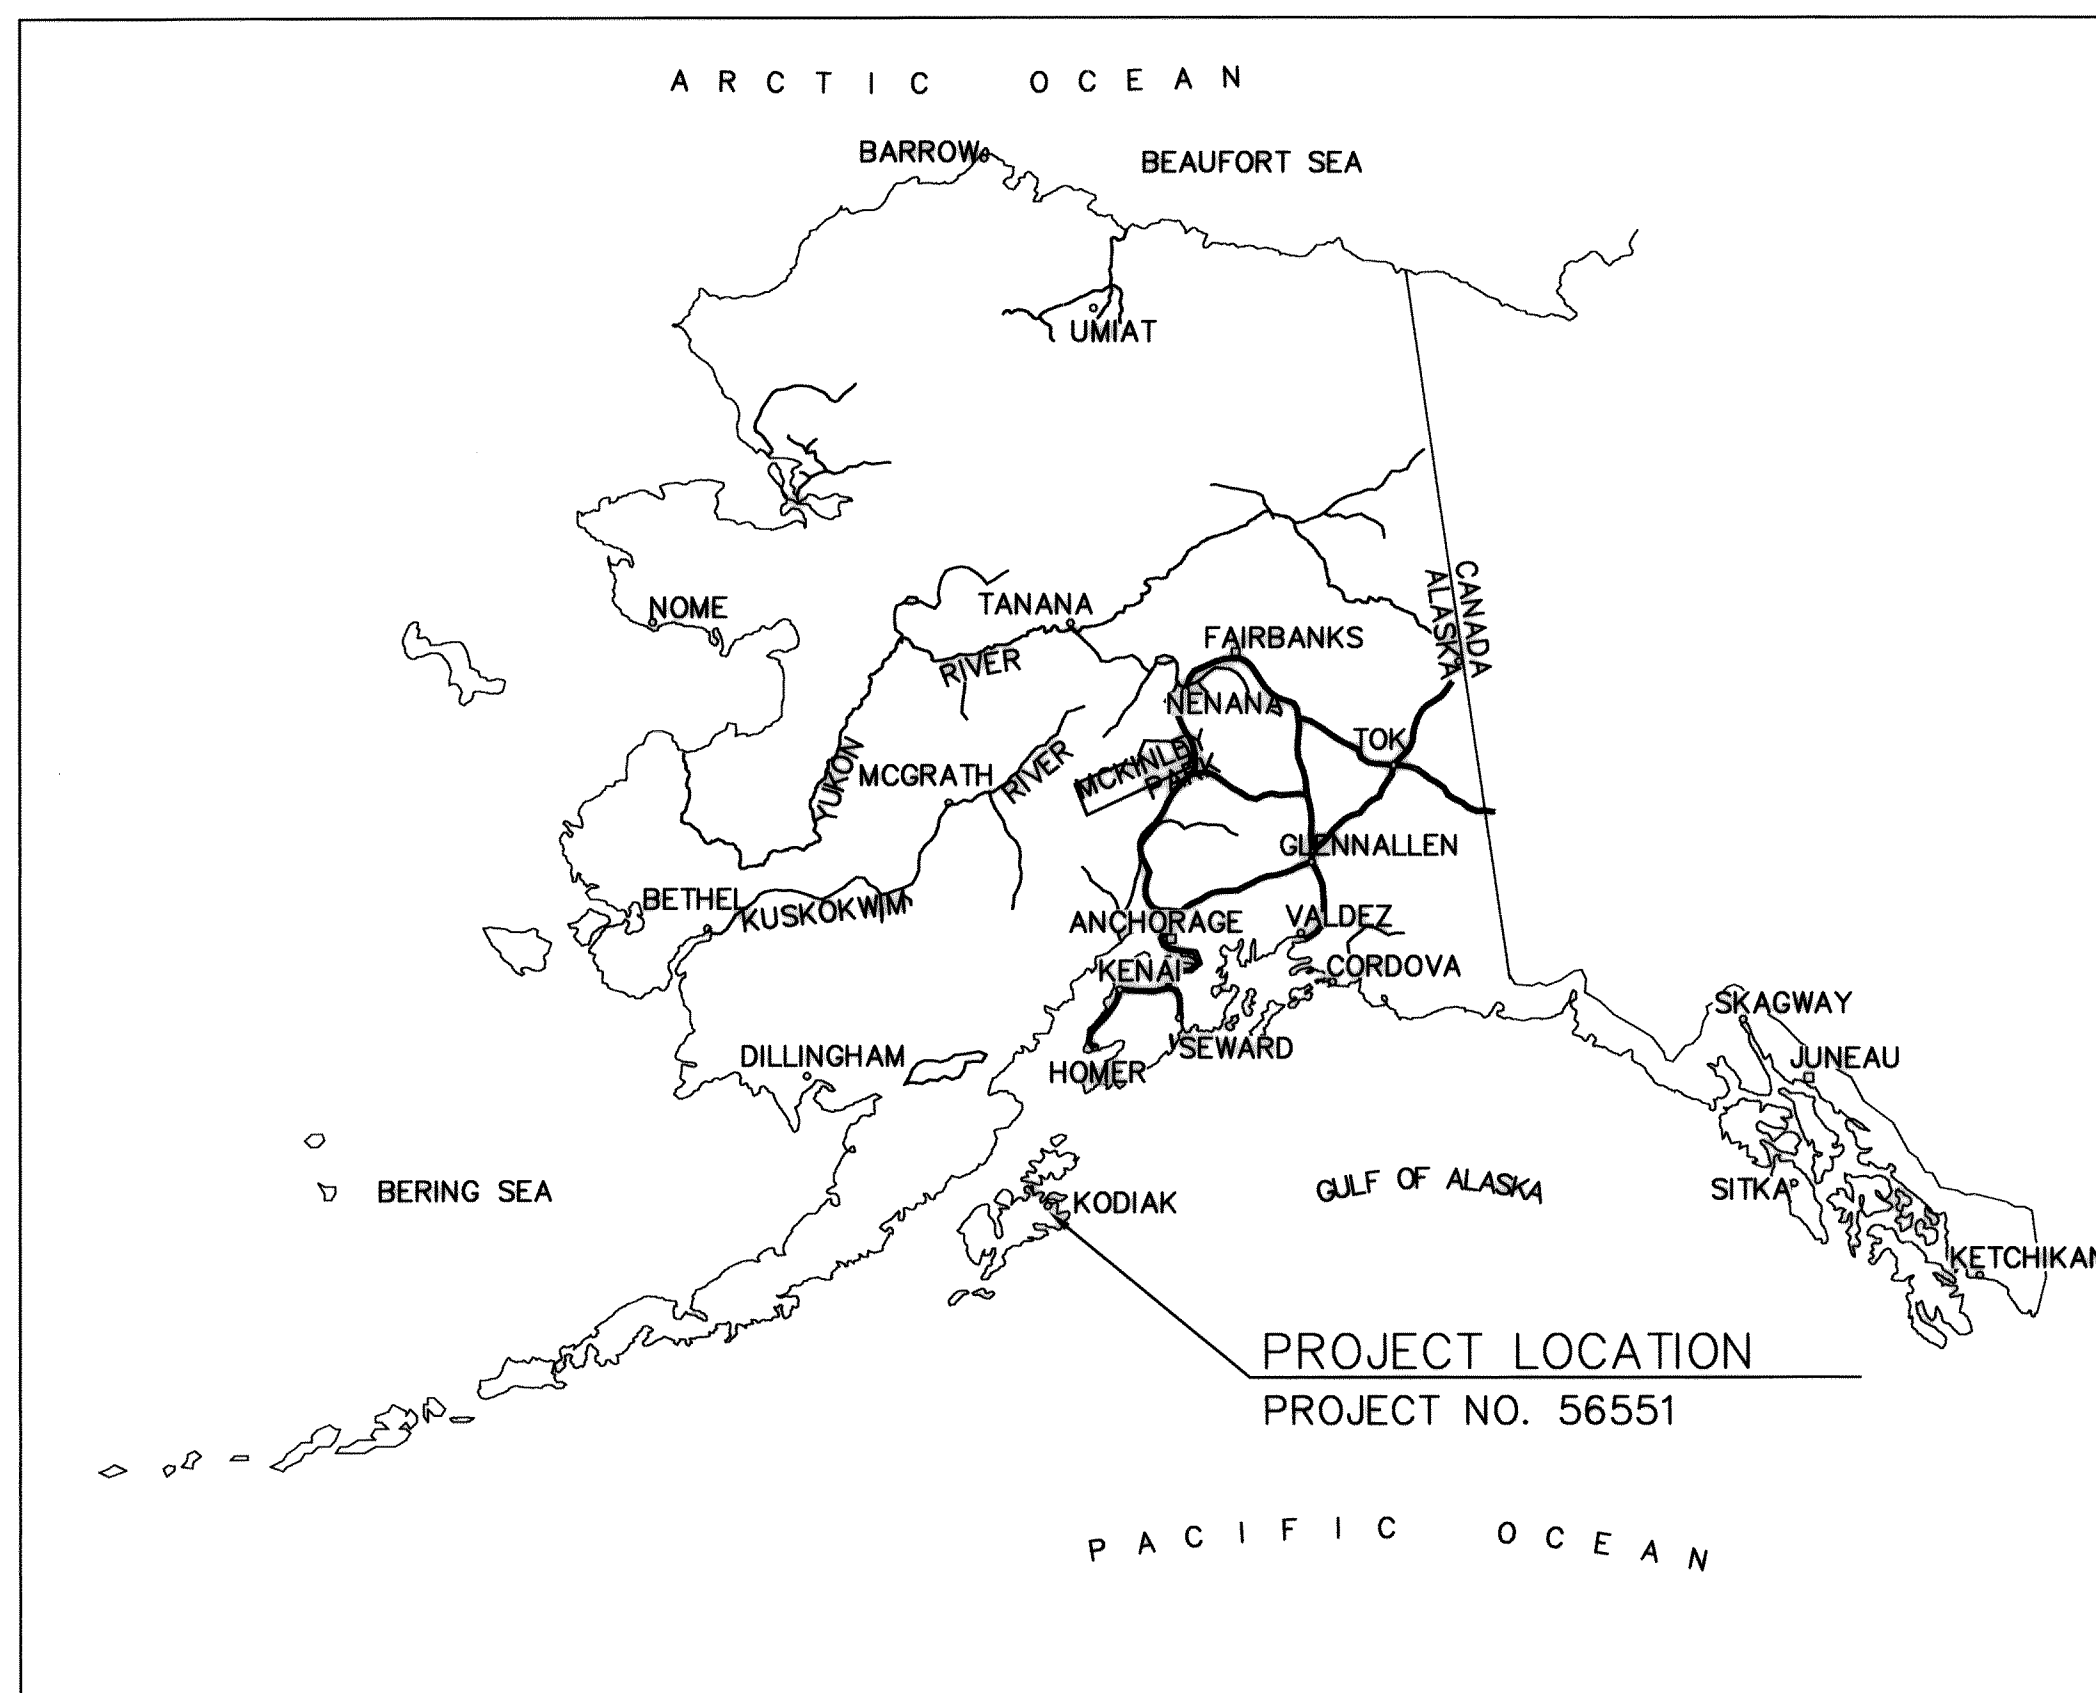 ARCTIC OCEAN
BARROW
BEAUFORT SEA
UMIAT
CANADA
ALASKA
NOME
TANANA
FAIRBANKS
RIVER
NENANA
TOK
MCKINLEY
PARK
YUKON
MCGRATH
RIVER
GLENNALLEN
BETHEL
KUSKOKWIM
ANCHORAGE
VALDEZ
KENAI
CORDOVA
SKAGWAY
SEWARD
JUNEAU
DILLINGHAM
HOMER
BERING SEA
KODIAK
GULF OF ALASKA
SITKA
KETCHIKAN
PROJECT LOCATION
PROJECT NO. 56551
PACIFIC OCEAN